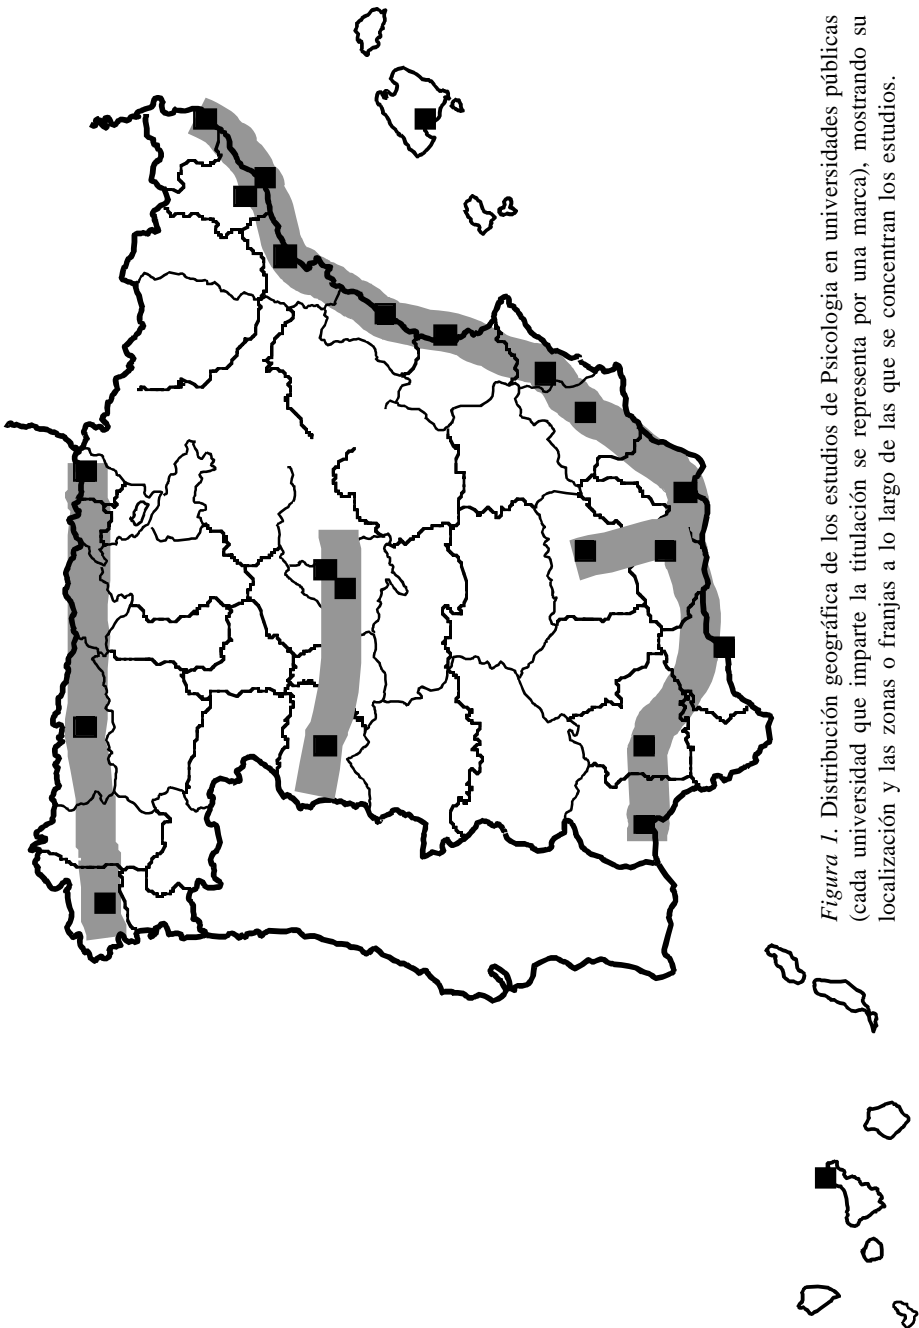 Figura 1. Distribución geográfica de los estudios de Psicología en universidades públicas
(cada universidad que imparte la titulación se representa por una marca), mostrando su
localización y las zonas o franjas a lo largo de las que se concentran los estudios.